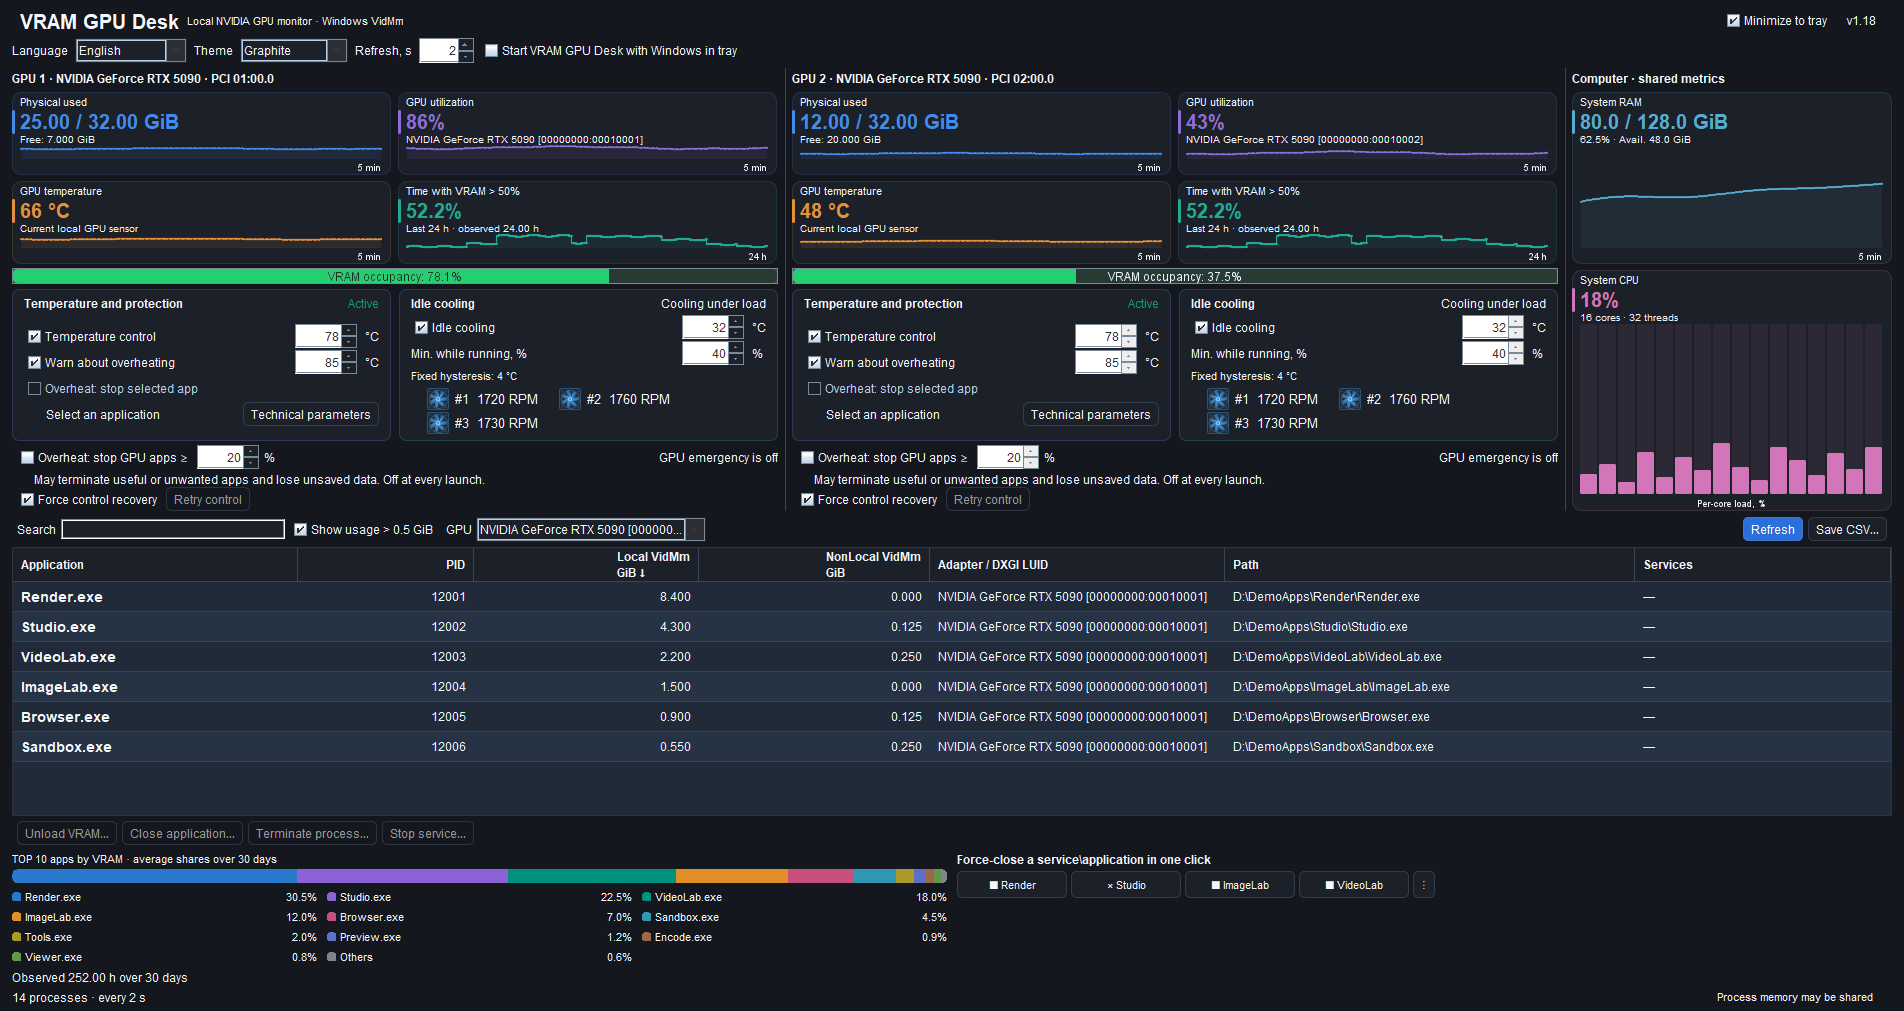 VRAM GPU Desk Local NVIDIA GPU monitor · Windows VidMm
Minimize to tray v1.18
Language English Theme Graphite Refresh, s 2 Start VRAM GPU Desk with Windows in tray
GPU 1 · NVIDIA GeForce RTX 5090 · PCI 01:00.0
Physical used
25.00 / 32.00 GiB
Free: 7.000 GiB
5 min
GPU utilization
86%
NVIDIA GeForce RTX 5090 [00000000:00010001]
5 min
GPU temperature
66 °C
Current local GPU sensor
5 min
Time with VRAM > 50%
52.2%
Last 24 h · observed 24.00 h
24 h
VRAM occupancy: 78.1%
Temperature and protection Active
Temperature control 78 °C
Warn about overheating 85 °C
Overheat: stop selected app
Select an application Technical parameters
Idle cooling Cooling under load
Idle cooling 32 °C
Min. while running, % 40 %
Fixed hysteresis: 4 °C
#1 1720 RPM #2 1760 RPM
#3 1730 RPM
Overheat: stop GPU apps ≥ 20 % GPU emergency is off
May terminate useful or unwanted apps and lose unsaved data. Off at every launch.
Force control recovery Retry control
GPU 2 · NVIDIA GeForce RTX 5090 · PCI 02:00.0
Physical used
12.00 / 32.00 GiB
Free: 20.000 GiB
5 min
GPU utilization
43%
NVIDIA GeForce RTX 5090 [00000000:00010002]
5 min
GPU temperature
48 °C
Current local GPU sensor
5 min
Time with VRAM > 50%
52.2%
Last 24 h · observed 24.00 h
24 h
VRAM occupancy: 37.5%
Temperature and protection Active
Temperature control 78 °C
Warn about overheating 85 °C
Overheat: stop selected app
Select an application Technical parameters
Idle cooling Cooling under load
Idle cooling 32 °C
Min. while running, % 40 %
Fixed hysteresis: 4 °C
#1 1720 RPM #2 1760 RPM
#3 1730 RPM
Overheat: stop GPU apps ≥ 20 % GPU emergency is off
May terminate useful or unwanted apps and lose unsaved data. Off at every launch.
Force control recovery Retry control
Computer · shared metrics
System RAM
80.0 / 128.0 GiB
62.5% · Avail. 48.0 GiB
5 min
System CPU
18%
16 cores · 32 threads
Per-core load, %
Search Show usage > 0.5 GiB GPU NVIDIA GeForce RTX 5090 [000000... Refresh Save CSV...
Application PID Local VidMm GiB ↓ NonLocal VidMm GiB Adapter / DXGI LUID Path Services
Render.exe 12001 8.400 0.000 NVIDIA GeForce RTX 5090 [00000000:00010001] D:\DemoApps\Render\Render.exe —
Studio.exe 12002 4.300 0.125 NVIDIA GeForce RTX 5090 [00000000:00010001] D:\DemoApps\Studio\Studio.exe —
VideoLab.exe 12003 2.200 0.250 NVIDIA GeForce RTX 5090 [00000000:00010001] D:\DemoApps\VideoLab\VideoLab.exe —
ImageLab.exe 12004 1.500 0.000 NVIDIA GeForce RTX 5090 [00000000:00010001] D:\DemoApps\ImageLab\ImageLab.exe —
Browser.exe 12005 0.900 0.125 NVIDIA GeForce RTX 5090 [00000000:00010001] D:\DemoApps\Browser\Browser.exe —
Sandbox.exe 12006 0.550 0.250 NVIDIA GeForce RTX 5090 [00000000:00010001] D:\DemoApps\Sandbox\Sandbox.exe —
Unload VRAM... Close application... Terminate process... Stop service...
TOP 10 apps by VRAM · average shares over 30 days
Render.exe 30.5% Studio.exe 22.5% VideoLab.exe 18.0%
ImageLab.exe 12.0% Browser.exe 7.0% Sandbox.exe 4.5%
Tools.exe 2.0% Preview.exe 1.2% Encode.exe 0.9%
Viewer.exe 0.8% Others 0.6%
Force-close a service\application in one click
Render × Studio ImageLab VideoLab ⋮
Observed 252.00 h over 30 days
14 processes · every 2 s
Process memory may be shared